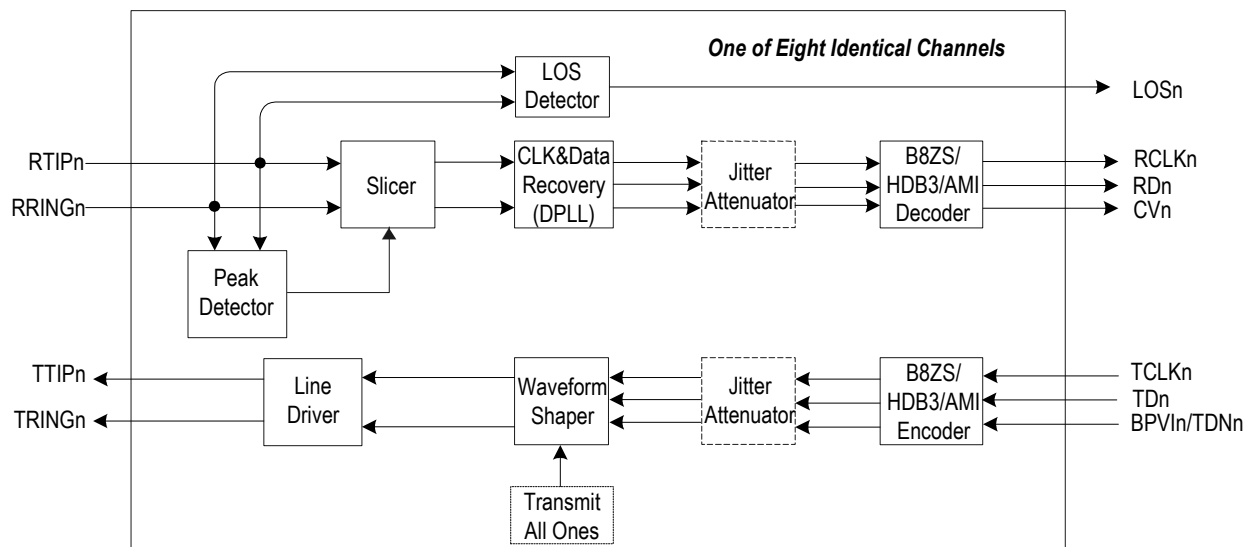 One of Eight Identical Channels
LOS
Detector
LOSn
RTIPn
RRINGn
Slicer
CLK&Data
Recovery
(DPLL)
Jitter
Attenuator
B8ZS/
HDB3/AMI
Decoder
RCLKn
RDn
CVn
Peak
Detector
TTIPn
TRINGn
Line
Driver
Waveform
Shaper
Jitter
Attenuator
B8ZS/
HDB3/AMI
Encoder
TCLKn
TDn
BPVIn/TDNn
Transmit
All Ones